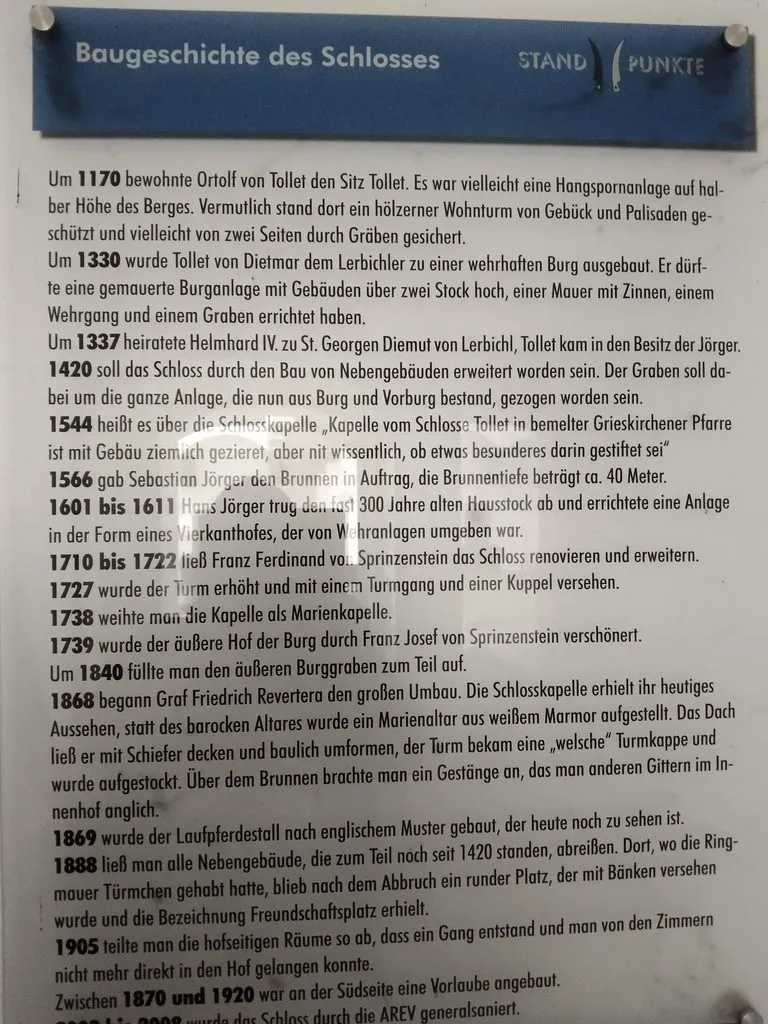 Baugeschichte des Schlosses
STAND PUNKTE
Um 1170 bewohnte Ortolf von Tollet den Sitz Tollet. Es war vielleicht eine Hangspornanlage auf hal-
ber Höhe des Berges. Vermutlich stand dort ein hölzerner Wohnturm von Gebück und Palisaden ge-
schützt und vielleicht von zwei Seiten durch Gräben gesichert.
Um 1330 wurde Tollet von Dietmar dem Lerbichler zu einer wehrhaften Burg ausgebaut. Er dürf-
te eine gemauerte Burganlage mit Gebäuden über zwei Stock hoch, einer Mauer mit Zinnen, einem
Wehrgang und einem Graben errichtet haben.
Um 1337 heiratete Helmhard IV. zu St. Georgen Diemut von Lerbichl, Tollet kam in den Besitz der Jörger.
1420 soll das Schloss durch den Bau von Nebengebäuden erweitert worden sein. Der Graben soll da-
bei um die ganze Anlage, die nun aus Burg und Vorburg bestand, gezogen worden sein.
1544 heißt es über die Schlosskapelle „Kapelle vom Schlosse Tollet in bemelter Grieskirchener Pfarre
ist mit Gebäu ziemlich gezieret, aber nit wissentlich, ob etwas besunderes darin gestiftet sei“
1566 gab Sebastian Jörger den Brunnen in Auftrag, die Brunnentiefe beträgt ca. 40 Meter.
1601 bis 1611 Hans Jörger trug den fast 300 Jahre alten Hausstock ab und errichtete eine Anlage
in der Form eines Vierkanthofes, der von Wehranlagen umgeben war.
1710 bis 1722 ließ Franz Ferdinand von Sprinzenstein das Schloss renovieren und erweitern.
1727 wurde der Turm erhöht und mit einem Turmgang und einer Kuppel versehen.
1738 weihte man die Kapelle als Marienkapelle.
1739 wurde der äußere Hof der Burg durch Franz Josef von Sprinzenstein verschönert.
Um 1840 füllte man den äußeren Burggraben zum Teil auf.
1868 begann Graf Friedrich Revertera den großen Umbau. Die Schlosskapelle erhielt ihr heutiges
Aussehen, statt des barocken Altares wurde ein Marienaltar aus weißem Marmor aufgestellt. Das Dach
ließ er mit Schiefer decken und baulich umformen, der Turm bekam eine „welsche“ Turmkappe und
wurde aufgestockt. Über dem Brunnen brachte man ein Gestänge an, das man anderen Gittern im In-
nenhof anglich.
1869 wurde der Laufpferdestall nach englischem Muster gebaut, der heute noch zu sehen ist.
1888 ließ man alle Nebengebäude, die zum Teil noch seit 1420 standen, abreißen. Dort, wo die Ring-
mauer Türmchen gehabt hatte, blieb nach dem Abbruch ein runder Platz, der mit Bänken versehen
wurde und die Bezeichnung Freundschaftsplatz erhielt.
1905 teilte man die hofseitigen Räume so ab, dass ein Gang entstand und man von den Zimmern
nicht mehr direkt in den Hof gelangen konnte.
Zwischen 1870 und 1920 war an der Südseite eine Vorlaube angebaut.
bis wurde das Schloss durch die AREV generalsaniert.